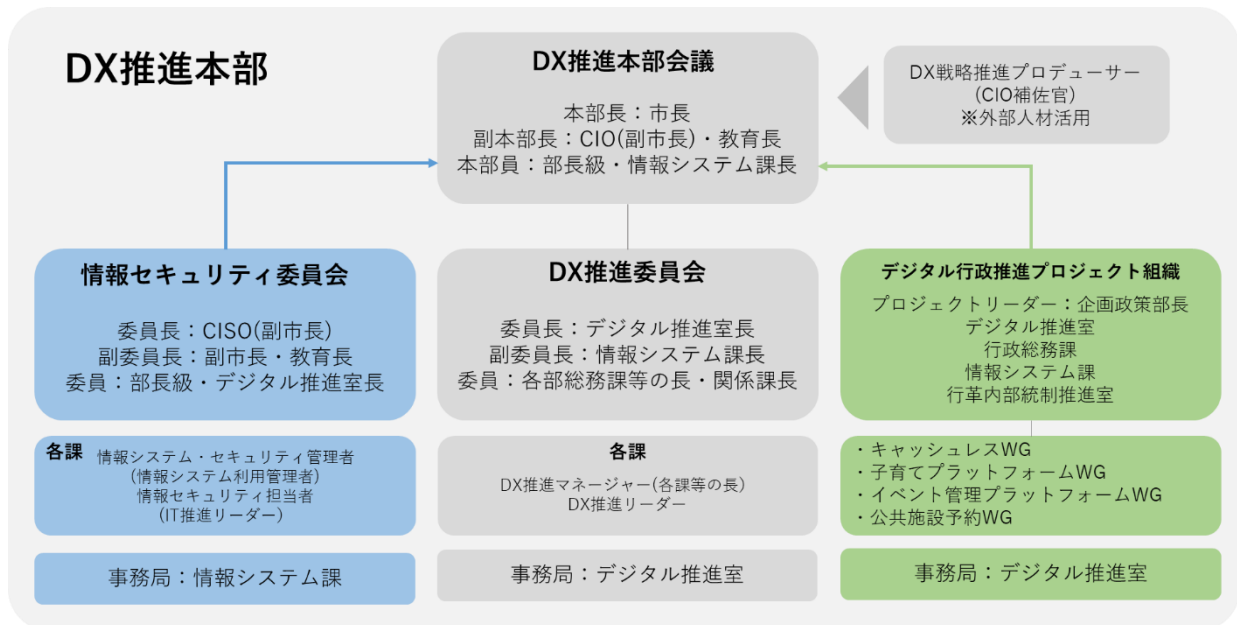 DX推進本部
DX推進本部会議
本部長：市長
副本部長：CIO(副市長)・教育長
本部員：部長級・情報システム課長
DX戦略推進プロデューサー
(CIO補佐官)
※外部人材活用
情報セキュリティ委員会
委員長：CISO(副市長)
副委員長：副市長・教育長
委員：部長級・デジタル推進室長
DX推進委員会
委員長：デジタル推進室長
副委員長：情報システム課長
委員：各部総務課等の長・関係課長
デジタル行政推進プロジェクト組織
プロジェクトリーダー：企画政策部長
デジタル推進室
行政総務課
情報システム課
行革内部統制推進室
各課
情報システム・セキュリティ管理者
(情報システム利用管理者)
情報セキュリティ担当者
(IT推進リーダー)
各課
DX推進マネージャー(各課等の長)
DX推進リーダー
・キャッシュレスWG
・子育てプラットフォームWG
・イベント管理プラットフォームWG
・公共施設予約WG
事務局：情報システム課
事務局：デジタル推進室
事務局：デジタル推進室